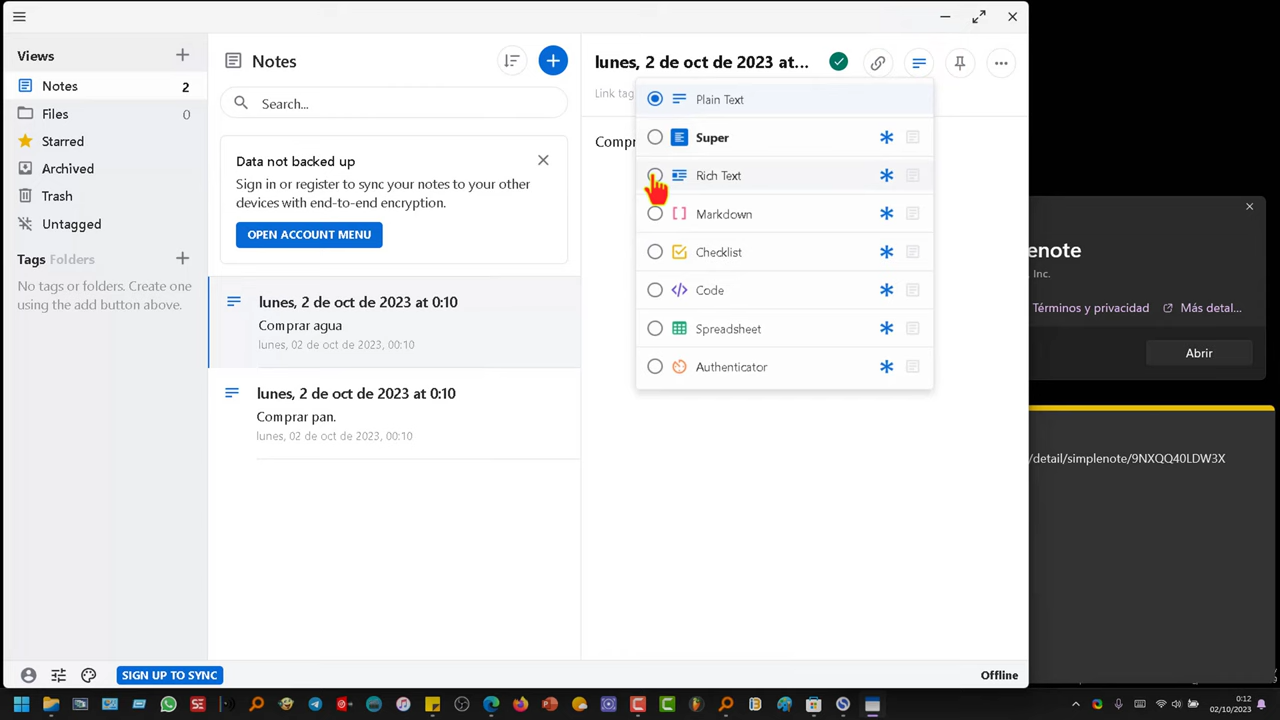 Views
Notes
2
Files
0
Starred
Archived
Trash
Untagged
Tags Folders
No tags or folders. Create one
using the add button above.
SIGN UP TO SYNC
Notes
Search...
Data not backed up
Sign in or register to sync your notes to your other
devices with end-to-end encryption.
OPEN ACCOUNT MENU
lunes, 2 de oct de 2023 at 0:10
Comprar agua
lunes, 02 de oct de 2023, 00:10
lunes, 2 de oct de 2023 at 0:10
Comprar pan.
lunes, 02 de oct de 2023, 00:10
lunes, 2 de oct de 2023 at...
Link tag
Compr
Plain Text
Super
Rich Text
Markdown
Checklist
Code
Spreadsheet
Authenticator
Offline
enote
Inc.
Términos y privacidad
Más detal...
Abrir
/detail/simplenote/9NXQQ40LDW3X
0:12
02/10/2023